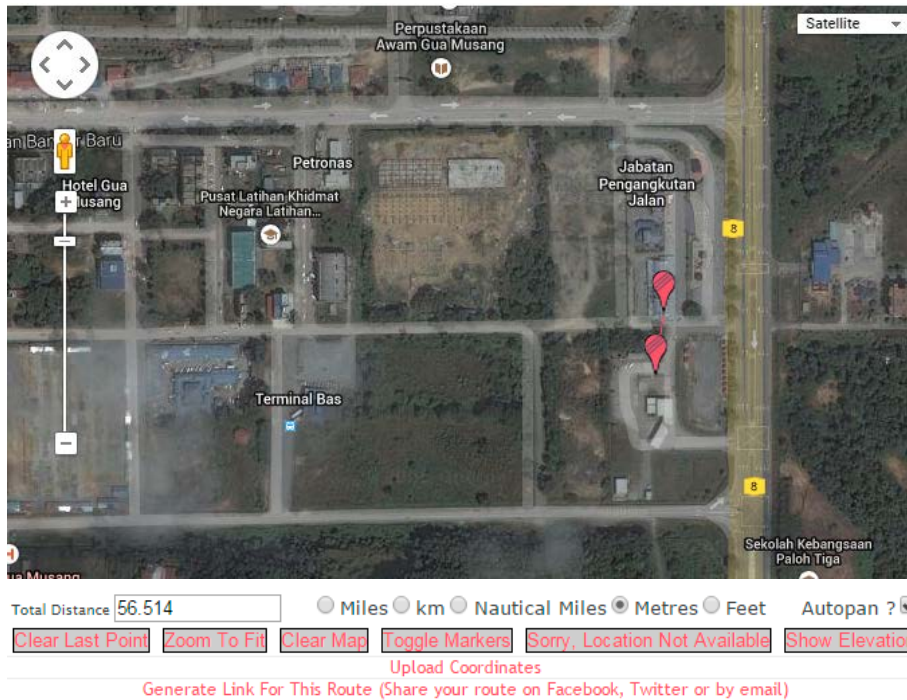 Perpustakaan
Awam Gua Musang
Satellite
an Bandar Baru
Petronas
Hotel Gua
Musang
Pusat Latihan Khidmat
Negara Latihan...
Jabatan
Pengangkutan
Jalan
8
Terminal Bas
8
Sekolah Kebangsaan
Paloh Tiga
ua Musang
Total Distance 56.514 Miles km Nautical Miles Metres Feet Autopan ?
Clear Last Point Zoom To Fit Clear Map Toggle Markers Sorry, Location Not Available Show Elevation
Upload Coordinates
Generate Link For This Route (Share your route on Facebook, Twitter or by email)